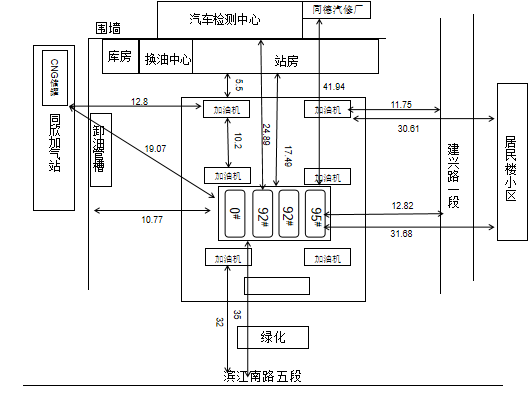 汽车检测中心
同德汽修厂
围墙
库房
换油中心
站房
CNG
同欣加气站
卸油管槽
5.5
41.94
12.8
加油机
加油机
11.75
30.61
19.07
10.2
24.89
17.49
加油机
加油机
建兴路一段
居民楼小区
10.77
0#
92#
92#
95#
12.82
31.68
加油机
加油机
32
35
绿化
滨江南路五段